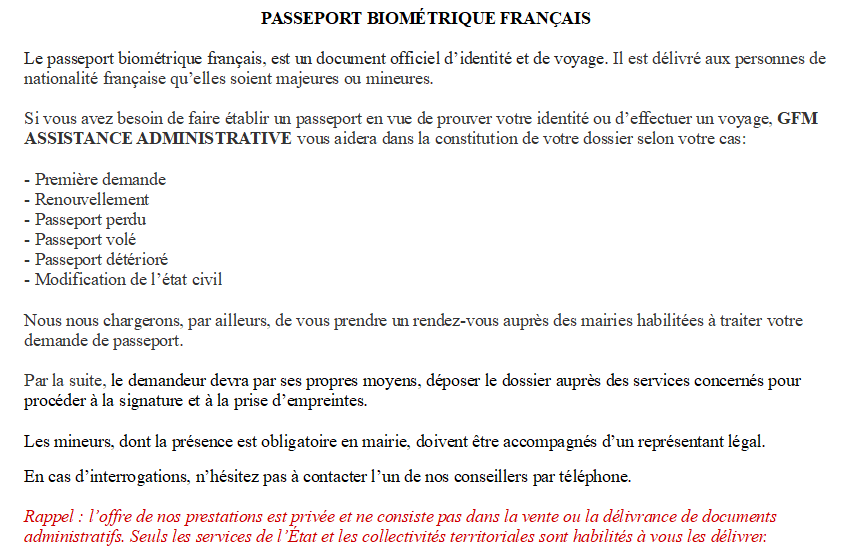 PASSEPORT BIOMÉTRIQUE FRANÇAIS
Le passeport biométrique français, est un document officiel d’identité et de voyage. Il est délivré aux personnes de
nationalité française qu’elles soient majeures ou mineures.
Si vous avez besoin de faire établir un passeport en vue de prouver votre identité ou d’effectuer un voyage, GFM
ASSISTANCE ADMINISTRATIVE vous aidera dans la constitution de votre dossier selon votre cas:
- Première demande
- Renouvellement
- Passeport perdu
- Passeport volé
- Passeport détérioré
- Modification de l’état civil
Nous nous chargerons, par ailleurs, de vous prendre un rendez-vous auprès des mairies habilitées à traiter votre
demande de passeport.
Par la suite, le demandeur devra par ses propres moyens, déposer le dossier auprès des services concernés pour
procéder à la signature et à la prise d’empreintes.
Les mineurs, dont la présence est obligatoire en mairie, doivent être accompagnés d’un représentant légal.
En cas d’interrogations, n’hésitez pas à contacter l’un de nos conseillers par téléphone.
Rappel : l’offre de nos prestations est privée et ne consiste pas dans la vente ou la délivrance de documents
administratifs. Seuls les services de l’État et les collectivités territoriales sont habilités à vous les délivrer.